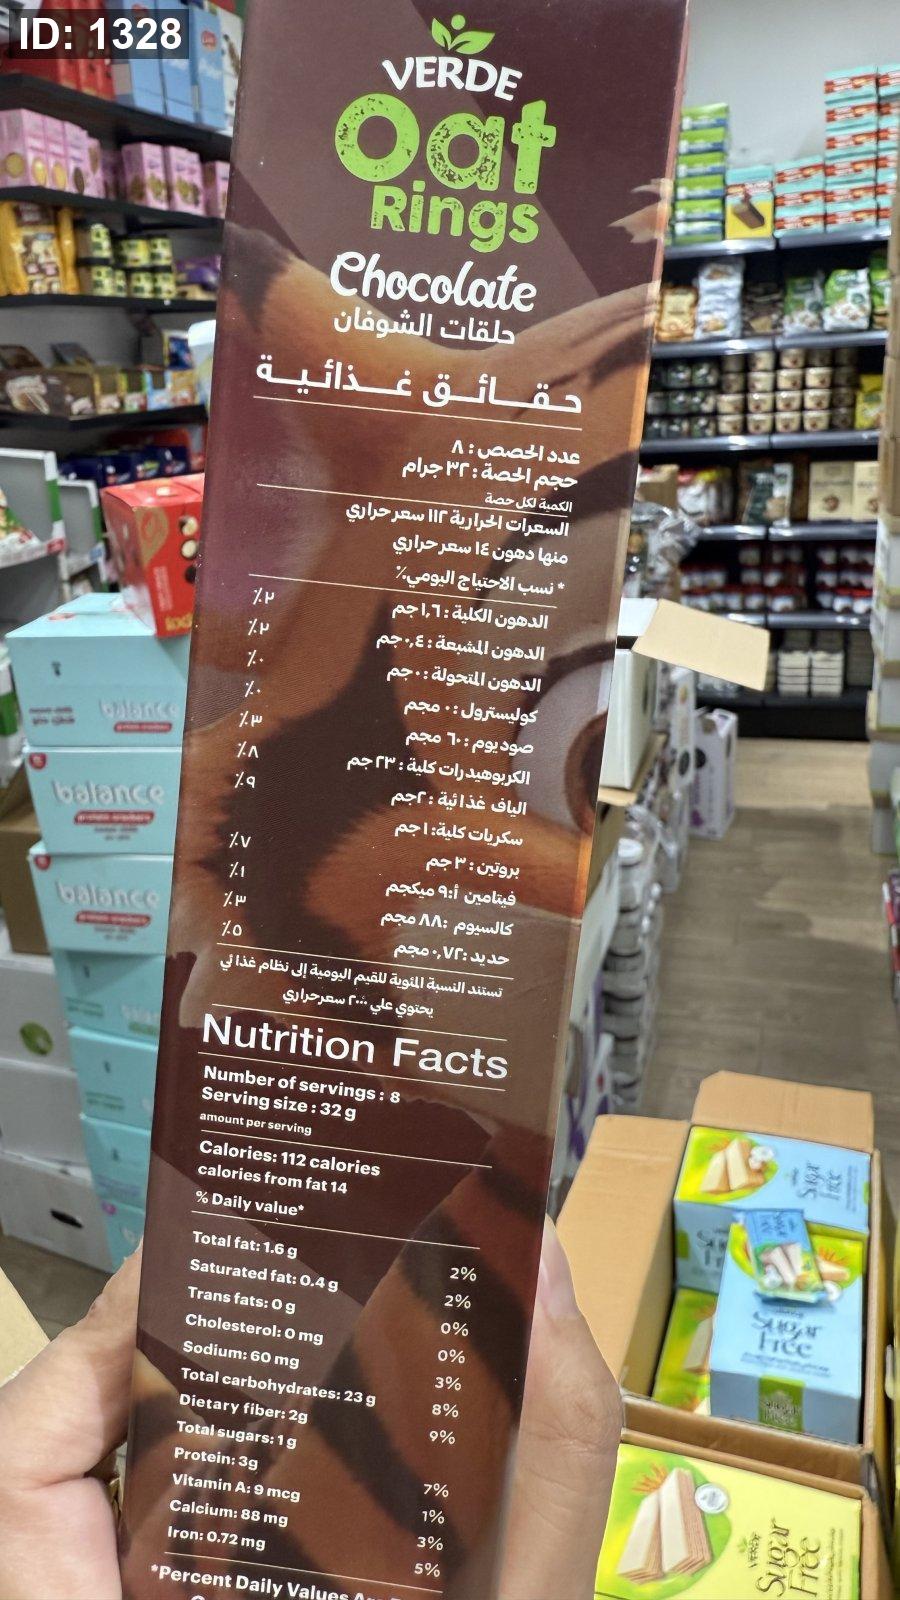 ID: 1328
VERDE
Oat
Rings
Chocolate
حلقات الشوفان
حقائق غذائية
عدد الحصص : ٨
حجم الحصة : ٣٢ جرام
الكمية لكل حصة
السعرات الحرارية ١١٢ سعر حراري
منها دهون ١٤ سعر حراري
* نسب الاحتياج اليومي٪
الدهون الكلية : ١,٦ جم ٢٪
الدهون المشبعة : ٠,٤ جم ٢٪
الدهون المتحولة : ٠ جم ٠٪
كوليسترول : ٠ مجم ٠٪
صوديوم : ٦٠ مجم ٣٪
الكربوهيدرات كلية : ٢٣ جم ٨٪
الياف غذائية : ٢جم ٩٪
سكريات كلية: ١ جم
بروتين : ٣ جم ٧٪
فيتامين أ: ٩ ميكجم ١٪
كالسيوم : ٨٨ مجم ٣٪
حديد : ٠,٧٢ مجم ٥٪
تستند النسبة المئوية للقيم اليومية إلى نظام غذائي
يحتوي علي ٢٠٠٠ سعر حراري
Nutrition Facts
Number of servings : 8
Serving size : 32 g
amount per serving
Calories: 112 calories
calories from fat 14
% Daily value*
Total fat: 1.6 g 2%
Saturated fat: 0.4 g 2%
Trans fats: 0 g 0%
Cholesterol: 0 mg 0%
Sodium: 60 mg 3%
Total carbohydrates: 23 g 8%
Dietary fiber: 2g 9%
Total sugars: 1 g
Protein: 3g 7%
Vitamin A: 9 mcg 1%
Calcium: 88 mg 3%
Iron: 0.72 mg 5%
*Percent Daily Values
balance
balance
protein crackers
balance
protein crackers
Sugar
Free
Sugar
Free
VERDE
Sugar
Free